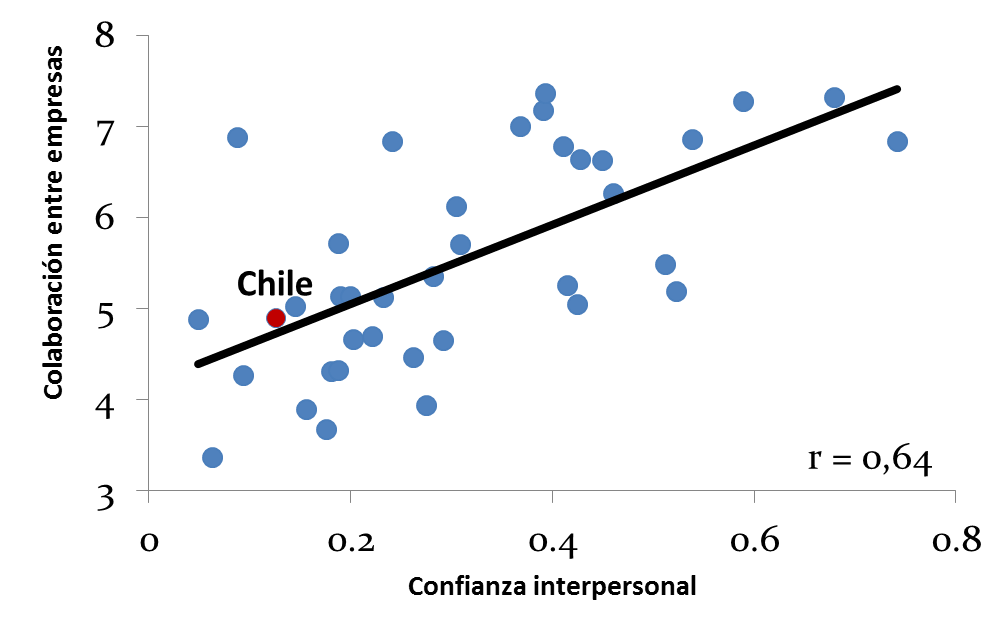 Colaboración entre empresas
8
7
6
5
4
3
Chile
r = 0,64
0 0.2 0.4 0.6 0.8
Confianza interpersonal